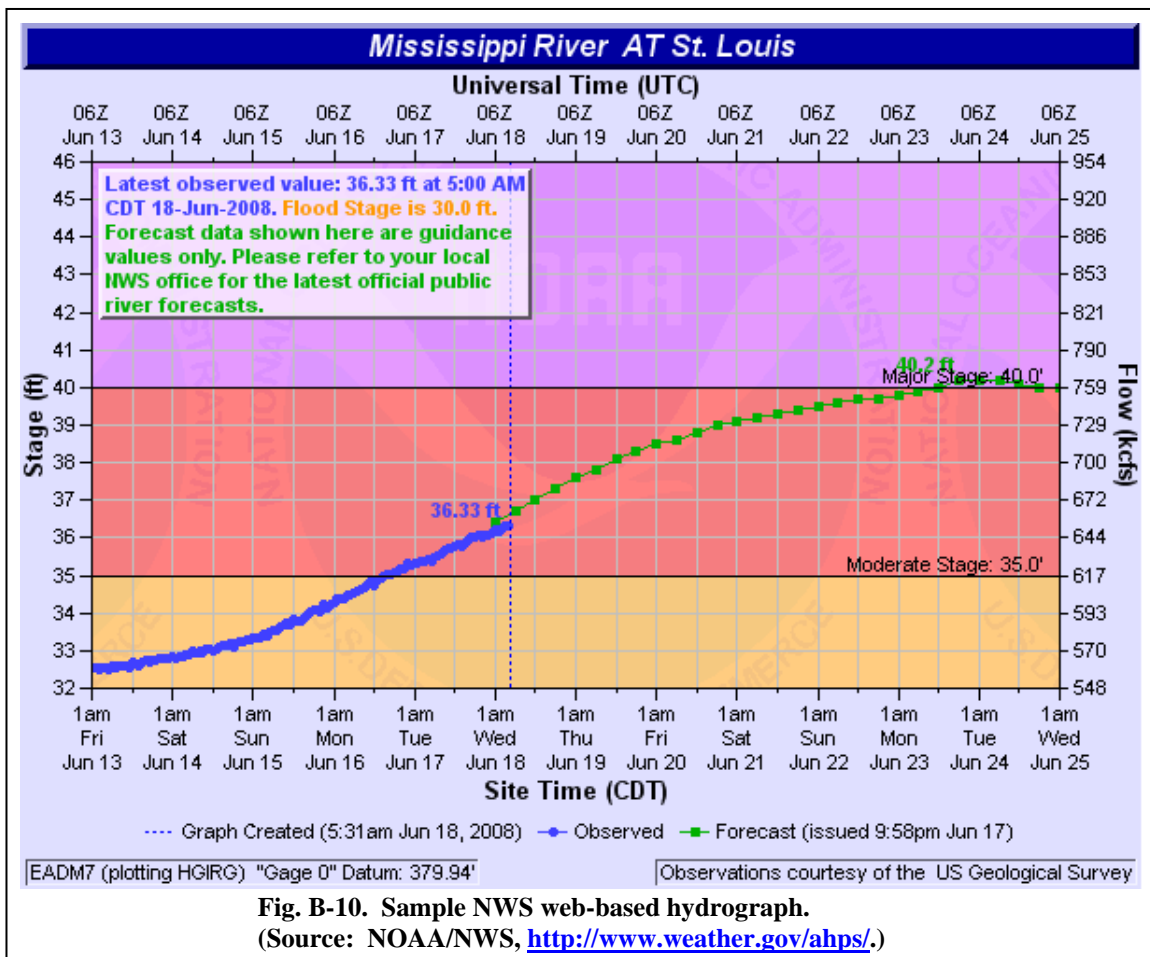 Mississippi River AT St. Louis
Universal Time (UTC)
06Z 06Z 06Z 06Z 06Z 06Z 06Z 06Z 06Z 06Z 06Z 06Z 06Z
Jun 13 Jun 14 Jun 15 Jun 16 Jun 17 Jun 18 Jun 19 Jun 20 Jun 21 Jun 22 Jun 23 Jun 24 Jun 25
Latest observed value: 36.33 ft at 5:00 AM
CDT 18-Jun-2008. Flood Stage is 30.0 ft.
Forecast data shown here are guidance
values only. Please refer to your local
NWS office for the latest official public
river forecasts.
Stage (ft)
46
45
44
43
42
41
40
39
38
37
36
35
34
33
32
40.2 ft
Major Stage: 40.0'
36.33 ft
Moderate Stage: 35.0'
NOAA
954
920
886
853
821
790
759
729
700
672
644
617
593
570
548
Flow (kcfs)
1am 1am 1am 1am 1am 1am 1am 1am 1am 1am 1am 1am 1am
Fri Sat Sun Mon Tue Wed Thu Fri Sat Sun Mon Tue Wed
Jun 13 Jun 14 Jun 15 Jun 16 Jun 17 Jun 18 Jun 19 Jun 20 Jun 21 Jun 22 Jun 23 Jun 24 Jun 25
Site Time (CDT)
Graph Created (5:31am Jun 18, 2008) Observed Forecast (issued 9:58pm Jun 17)
EADM7 (plotting HGIRG) "Gage 0" Datum: 379.94'
Observations courtesy of the US Geological Survey
Fig. B-10. Sample NWS web-based hydrograph.
(Source: NOAA/NWS, http://www.weather.gov/ahps/.)